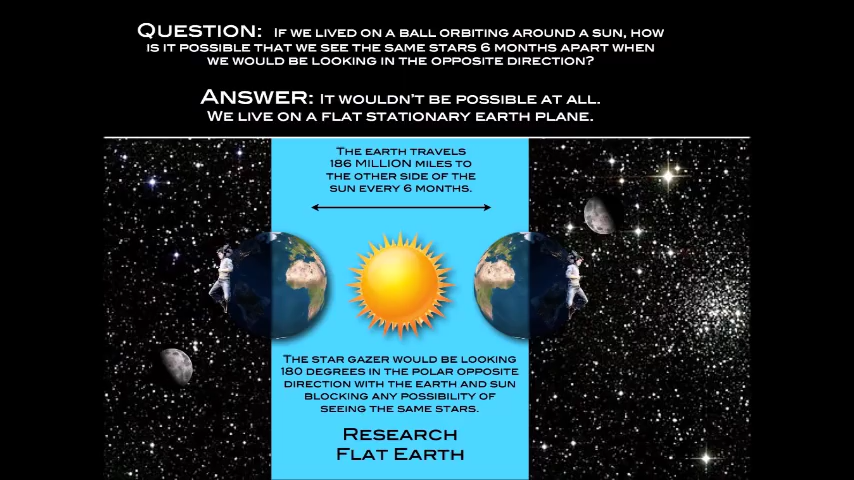 QUESTION: IF WE LIVED ON A BALL ORBITING AROUND A SUN, HOW
IS IT POSSIBLE THAT WE SEE THE SAME STARS 6 MONTHS APART WHEN
WE WOULD BE LOOKING IN THE OPPOSITE DIRECTION?
ANSWER: IT WOULDN'T BE POSSIBLE AT ALL.
WE LIVE ON A FLAT STATIONARY EARTH PLANE.
THE EARTH TRAVELS
186 MILLION MILES TO
THE OTHER SIDE OF THE
SUN EVERY 6 MONTHS.
THE STAR GAZER WOULD BE LOOKING
180 DEGREES IN THE POLAR OPPOSITE
DIRECTION WITH THE EARTH AND SUN
BLOCKING ANY POSSIBILITY OF
SEEING THE SAME STARS.
RESEARCH
FLAT EARTH